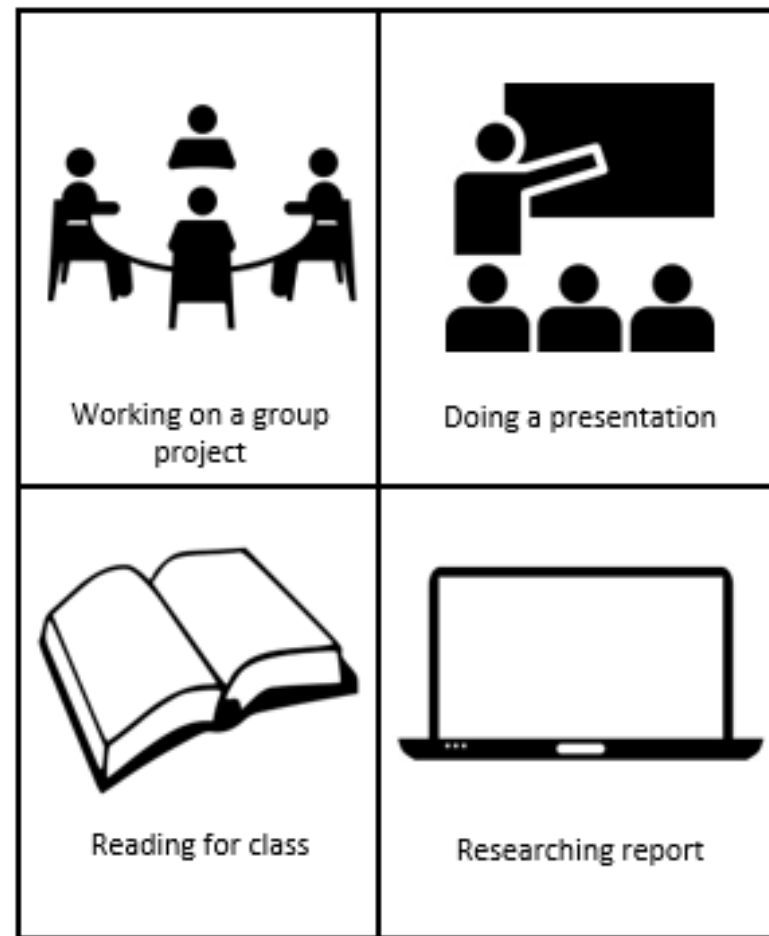 Working on a group
project
Doing a presentation
Reading for class
Researching report